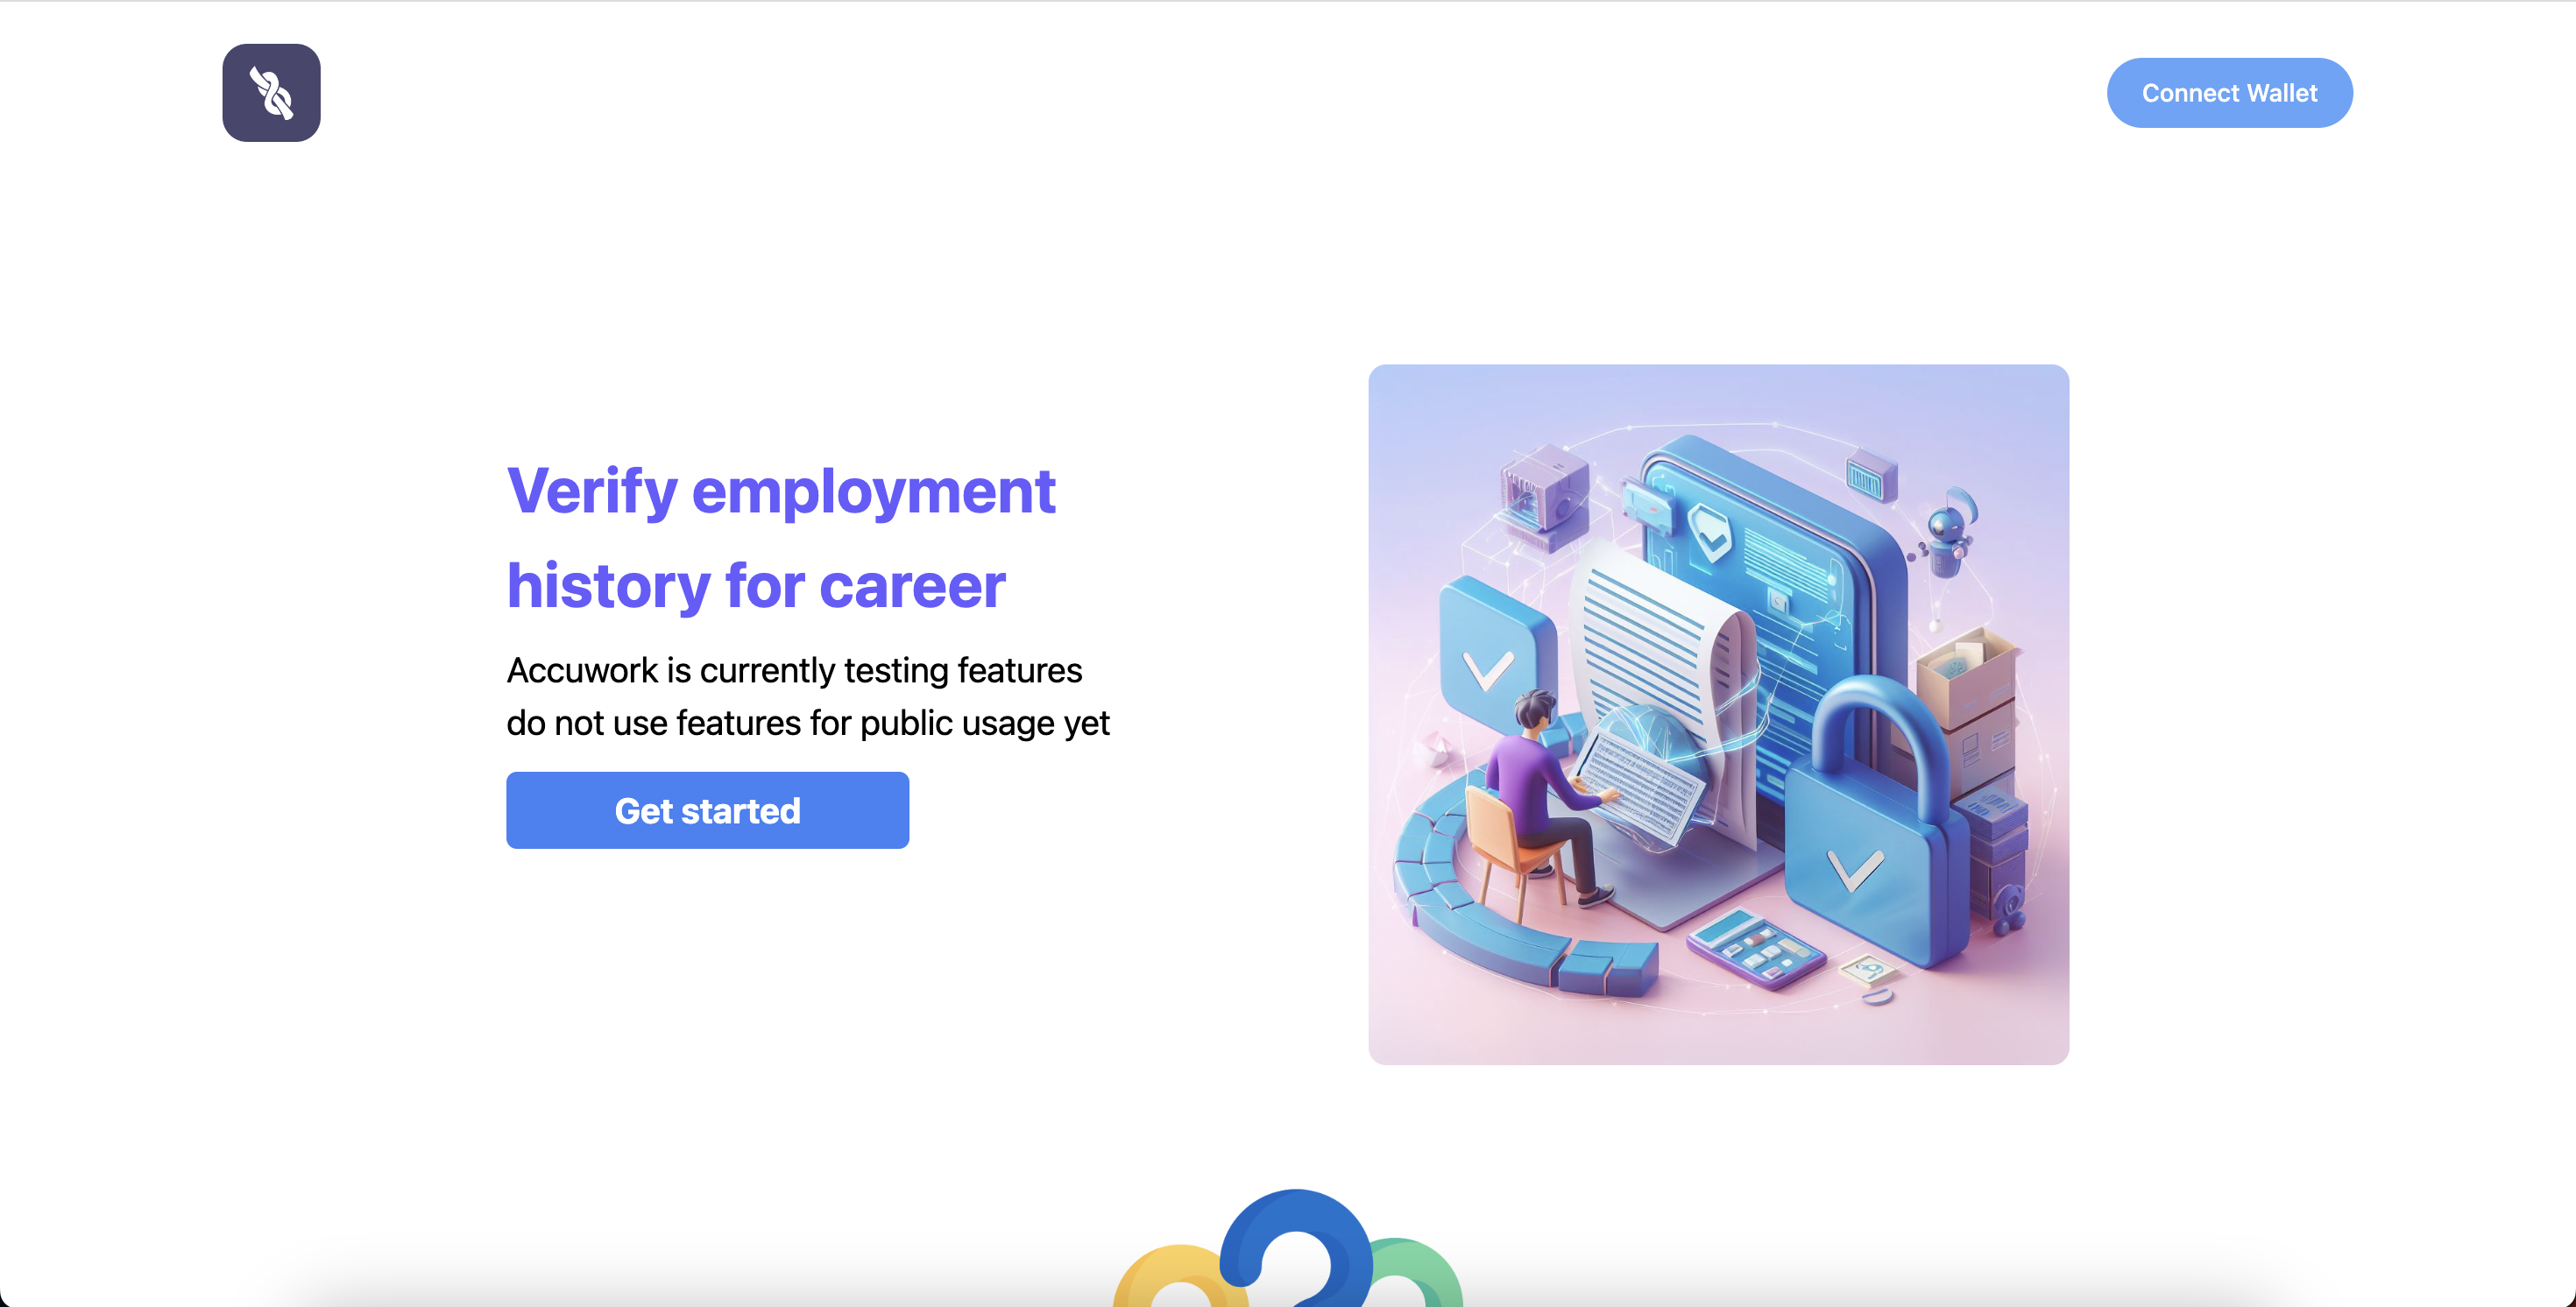 Connect Wallet
Verify employment
history for career
Accuwork is currently testing features
do not use features for public usage yet
Get started